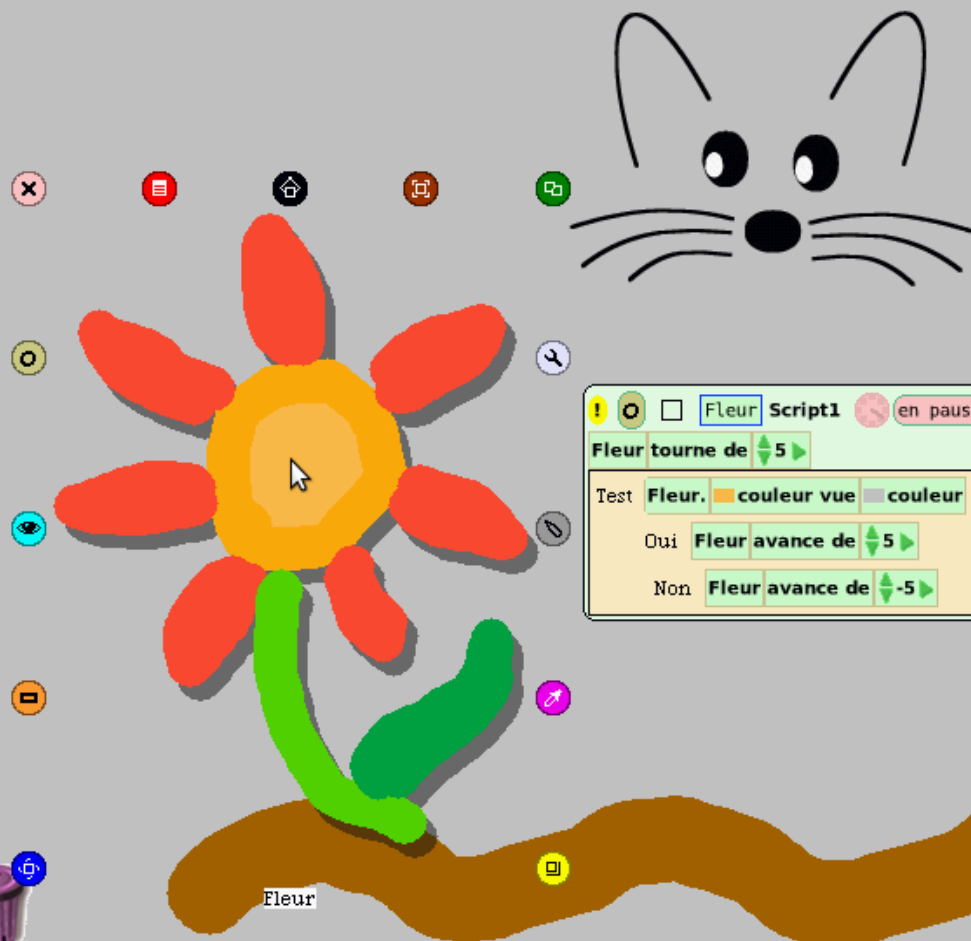 ! Fleur Script1 en paus
Fleur tourne de 5
Test Fleur. couleur vue couleur
Oui Fleur avance de 5
Non Fleur avance de -5
Fleur